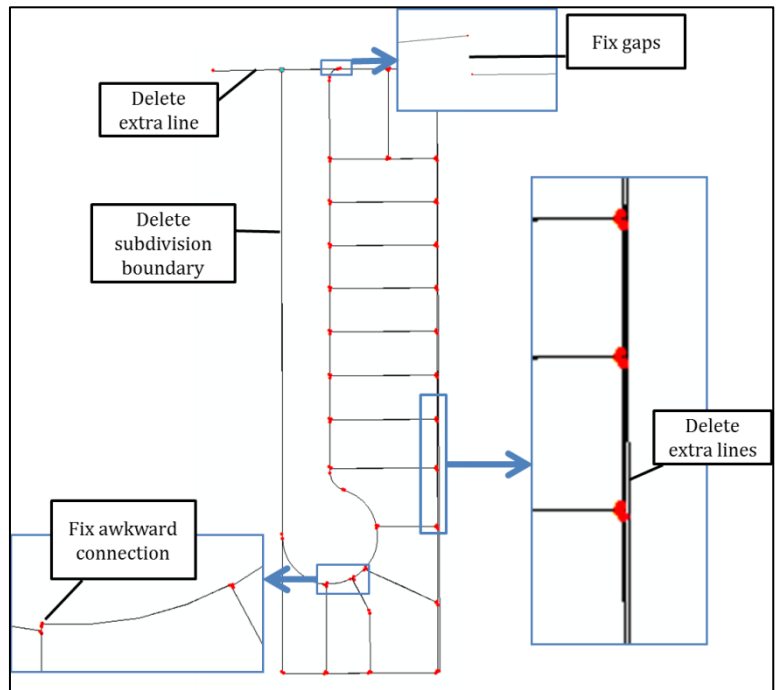 Fix gaps
Delete
extra line
Delete
subdivision
boundary
Delete
extra lines
Fix awkward
connection